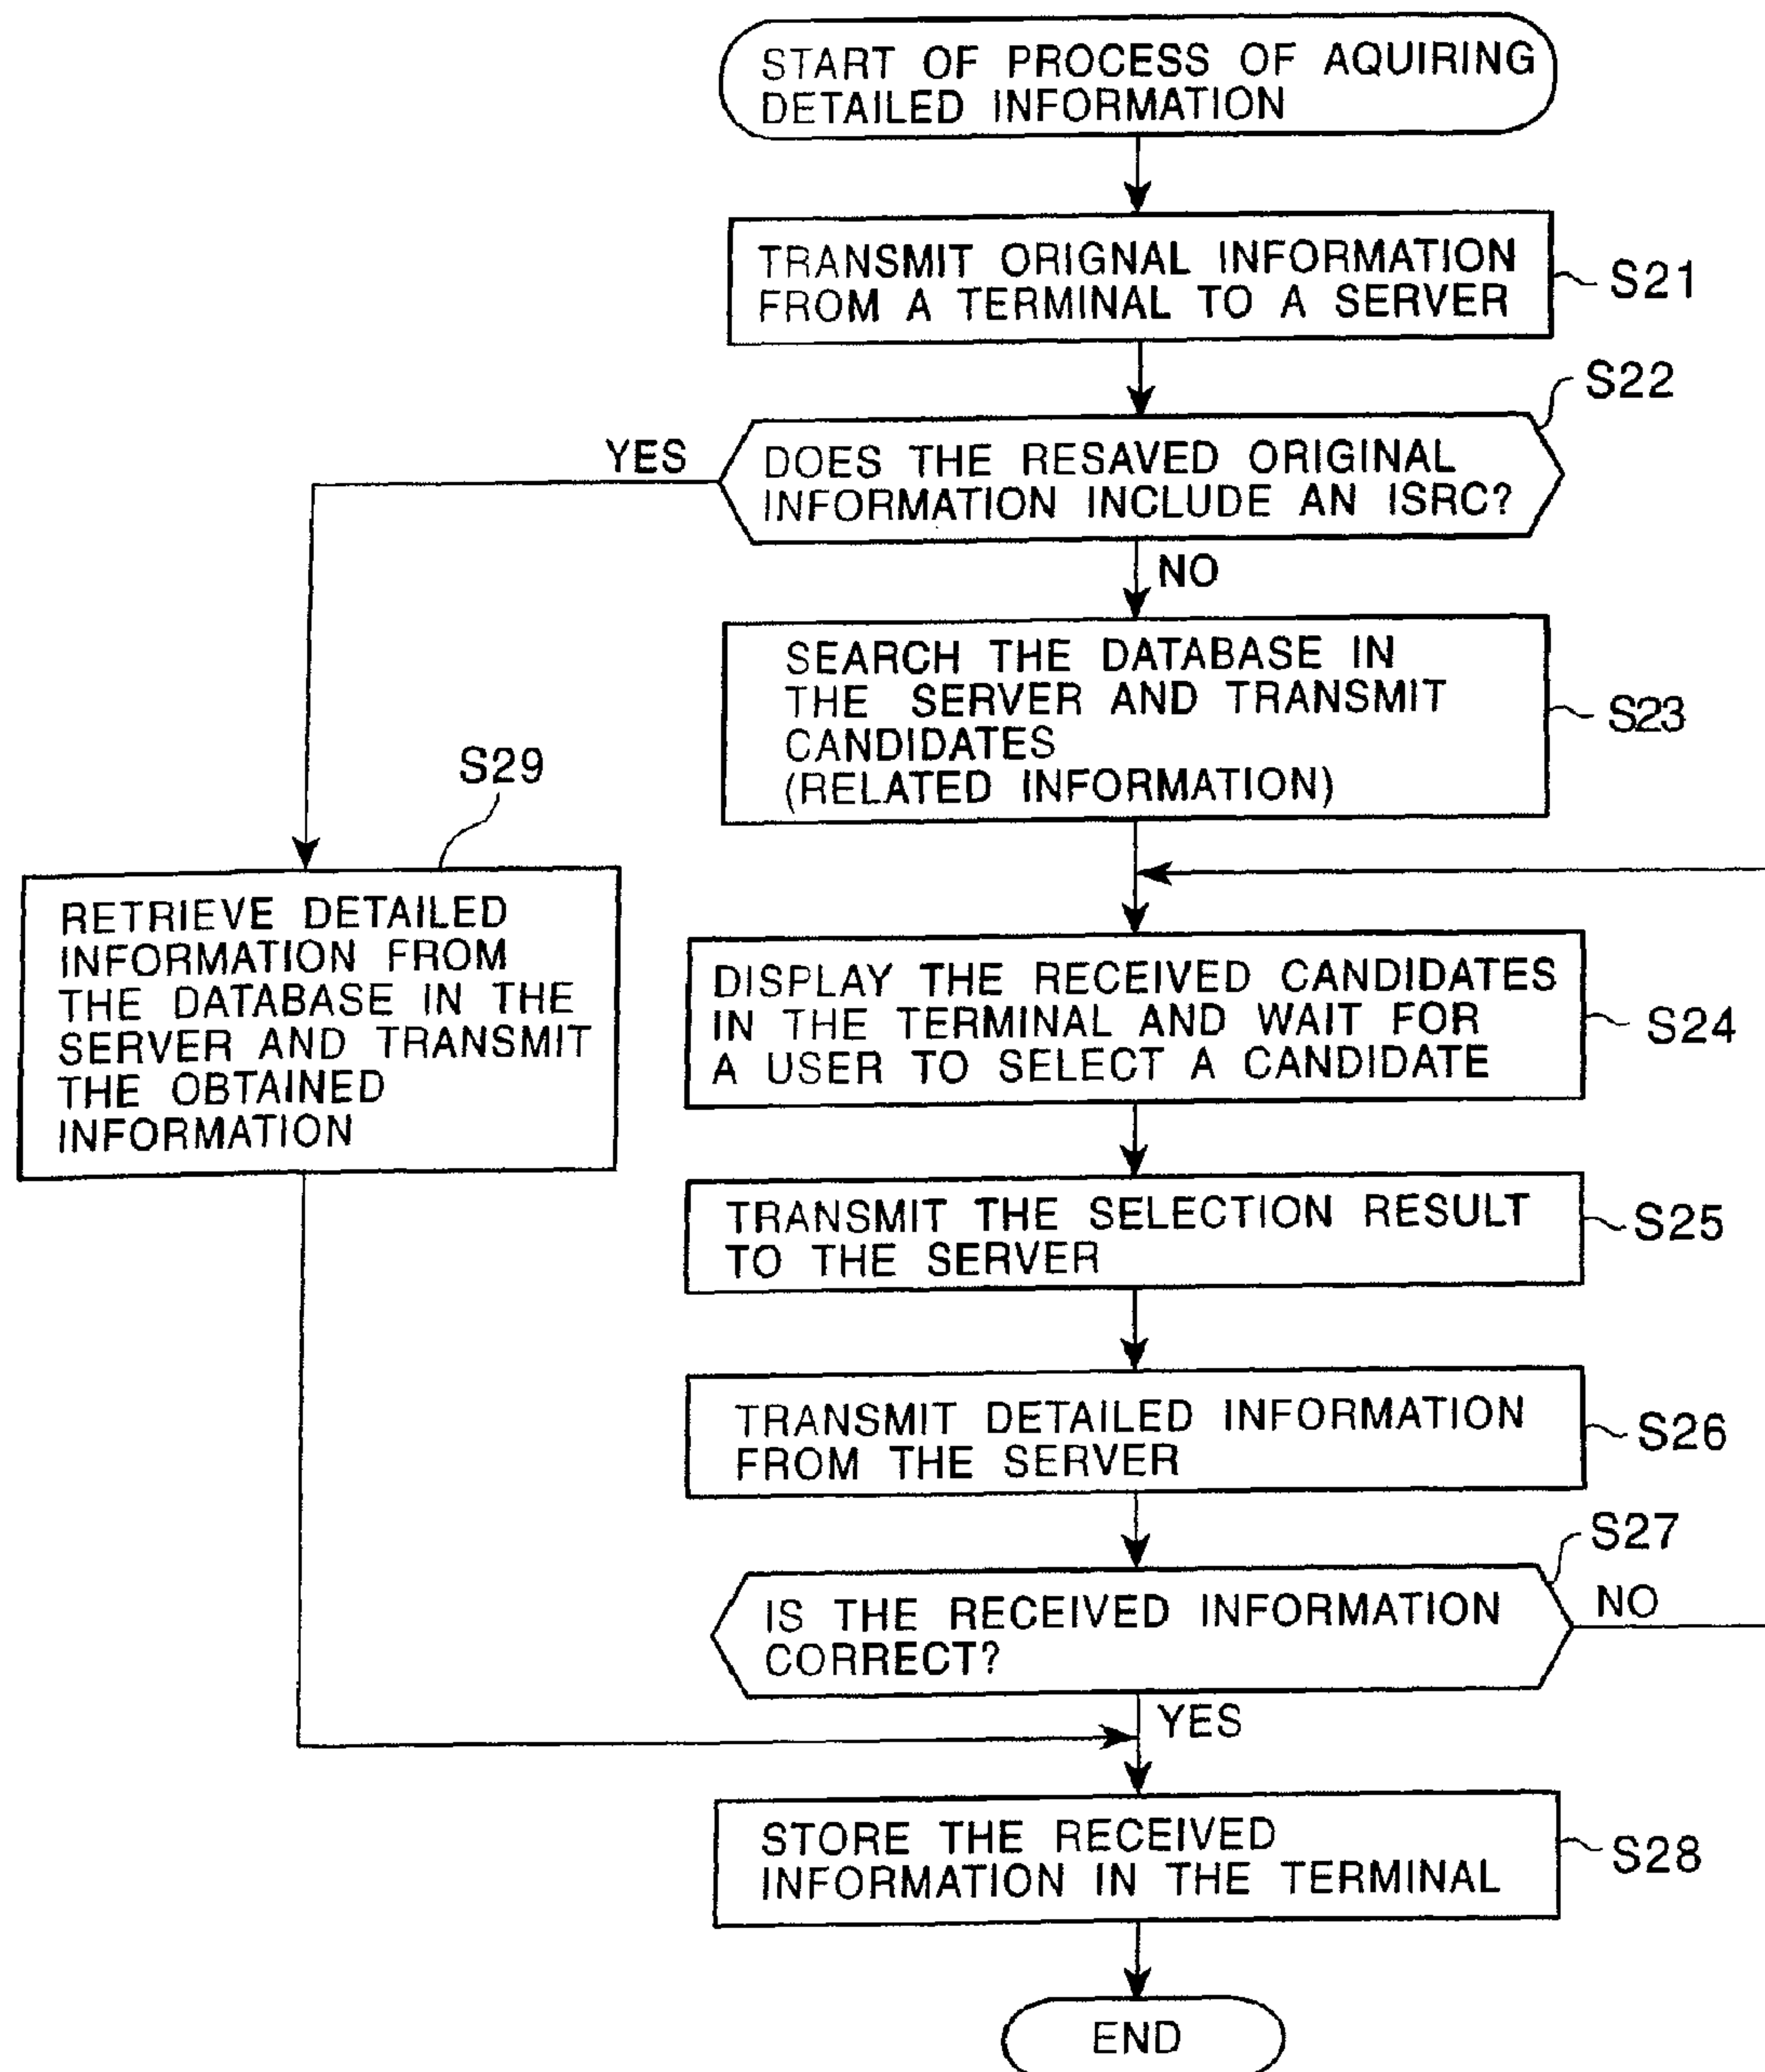 START OF PROCESS OF AQUIRING
DETAILED INFORMATION
TRANSMIT ORIGNAL INFORMATION
FROM A TERMINAL TO A SERVER
S21
S22
YES
DOES THE RESAVED ORIGINAL
INFORMATION INCLUDE AN ISRC?
NO
SEARCH THE DATABASE IN
THE SERVER AND TRANSMIT
CANDIDATES
(RELATED INFORMATION)
S23
S29
RETRIEVE DETAILED
INFORMATION FROM
THE DATABASE IN THE
SERVER AND TRANSMIT
THE OBTAINED
INFORMATION
DISPLAY THE RECEIVED CANDIDATES
IN THE TERMINAL AND WAIT FOR
A USER TO SELECT A CANDIDATE
S24
TRANSMIT THE SELECTION RESULT
TO THE SERVER
S25
TRANSMIT DETAILED INFORMATION
FROM THE SERVER
S26
S27
IS THE RECEIVED INFORMATION
CORRECT?
NO
YES
STORE THE RECEIVED
INFORMATION IN THE TERMINAL
S28
END